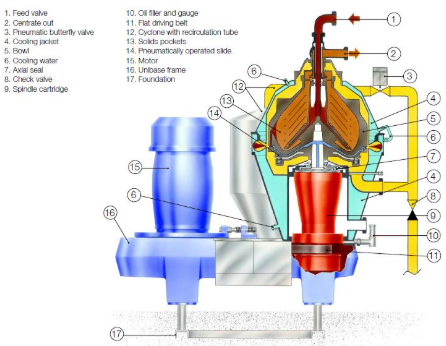 1. Feed valve
2. Centrate out
3. Pneumatic butterfly valve
4. Cooling jacket
5. Bowl
6. Cooling water
7. Axial seal
8. Check valve
9. Spindle cartridge
10. Oil filler and gauge
11. Flat driving belt
12. Cyclone with recirculation tube
13. Solids pockets
14. Pneumatically operated slide
15. Motor
16. Unibase frame
17. Foundation
1
2
6
3
12
4
13
5
14
6
7
15
4
6
8
16
9
10
11
17